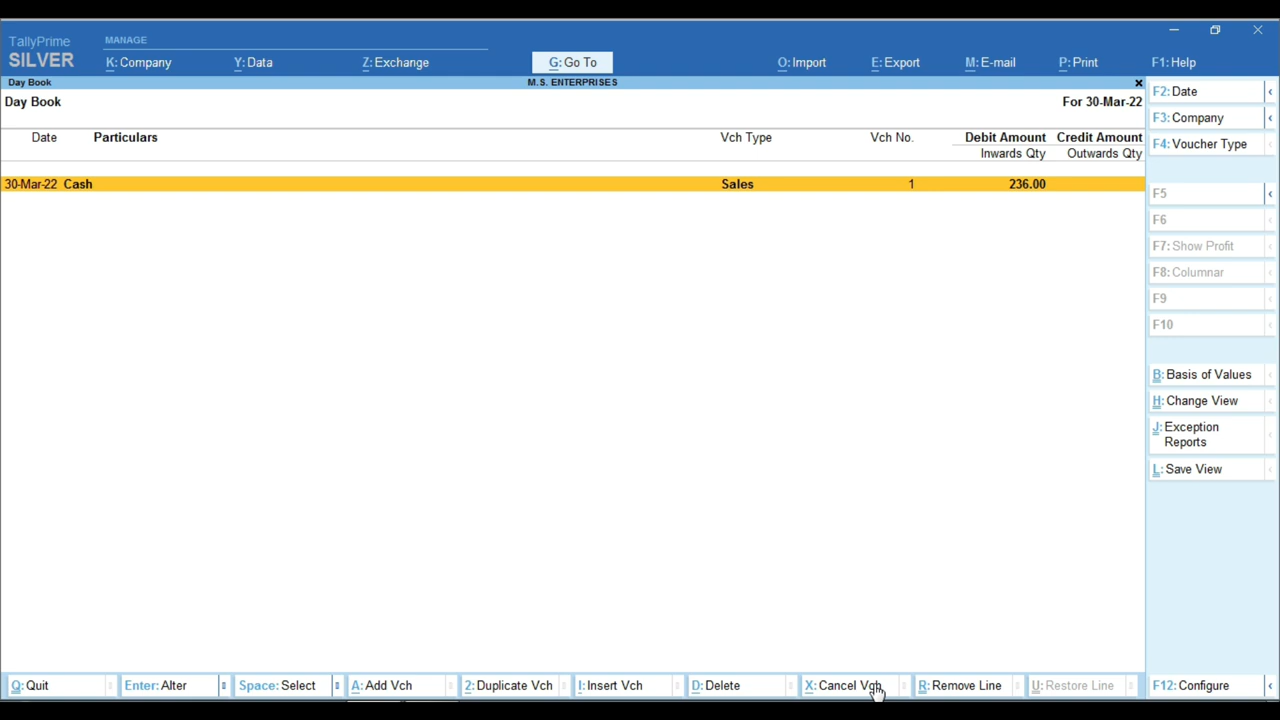 TallyPrime
MANAGE
SILVER
K: Company
Y: Data
Z: Exchange
G: Go To
O: Import
E: Export
M: E-mail
P: Print
F1: Help
Day Book
M.S. ENTERPRISES
Day Book
For 30-Mar-22
Date
Particulars
Vch Type
Vch No.
Debit Amount
Credit Amount
Inwards Qty
Outwards Qty
30-Mar-22 Cash
Sales
1
236.00
F2: Date
F3: Company
F4: Voucher Type
F5
F6
F7: Show Profit
F8: Columnar
F9
F10
B: Basis of Values
H: Change View
J: Exception
Reports
L: Save View
Q: Quit
Enter: Alter
Space: Select
A: Add Vch
2: Duplicate Vch
I: Insert Vch
D: Delete
X: Cancel Vch
R: Remove Line
U: Restore Line
F12: Configure